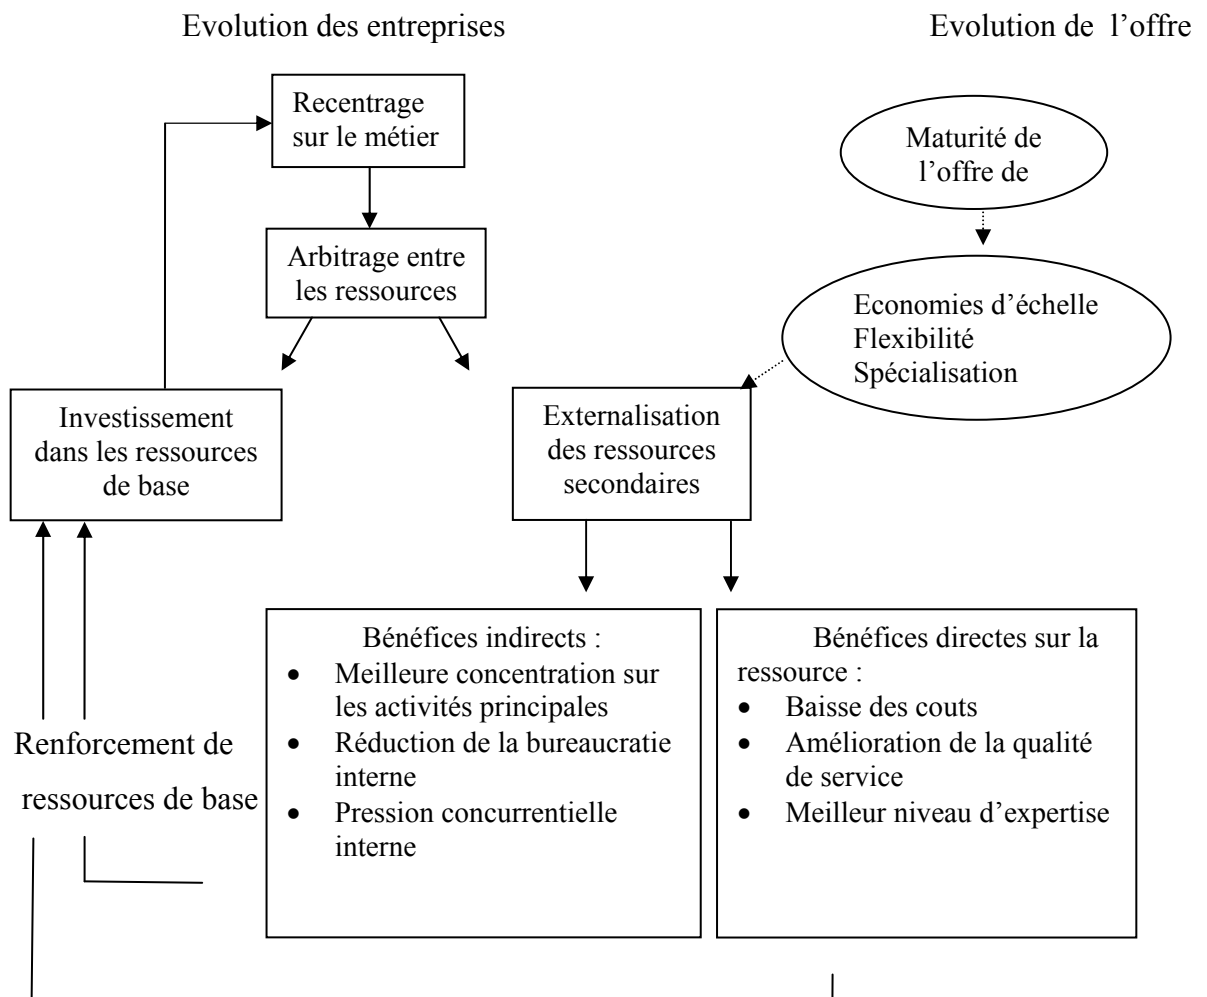 Evolution des entreprises
Evolution de l’offre
Recentrage
sur le métier
Maturité de
l’offre de
Arbitrage entre
les ressources
Economies d’échelle
Flexibilité
Spécialisation
Investissement
dans les ressources
de base
Externalisation
des ressources
secondaires
Renforcement de
ressources de base
Bénéfices indirects :
• Meilleure concentration sur
les activités principales
• Réduction de la bureaucratie
interne
• Pression concurrentielle
interne
Bénéfices directes sur la
ressource :
• Baisse des couts
• Amélioration de la qualité
de service
• Meilleur niveau d’expertise